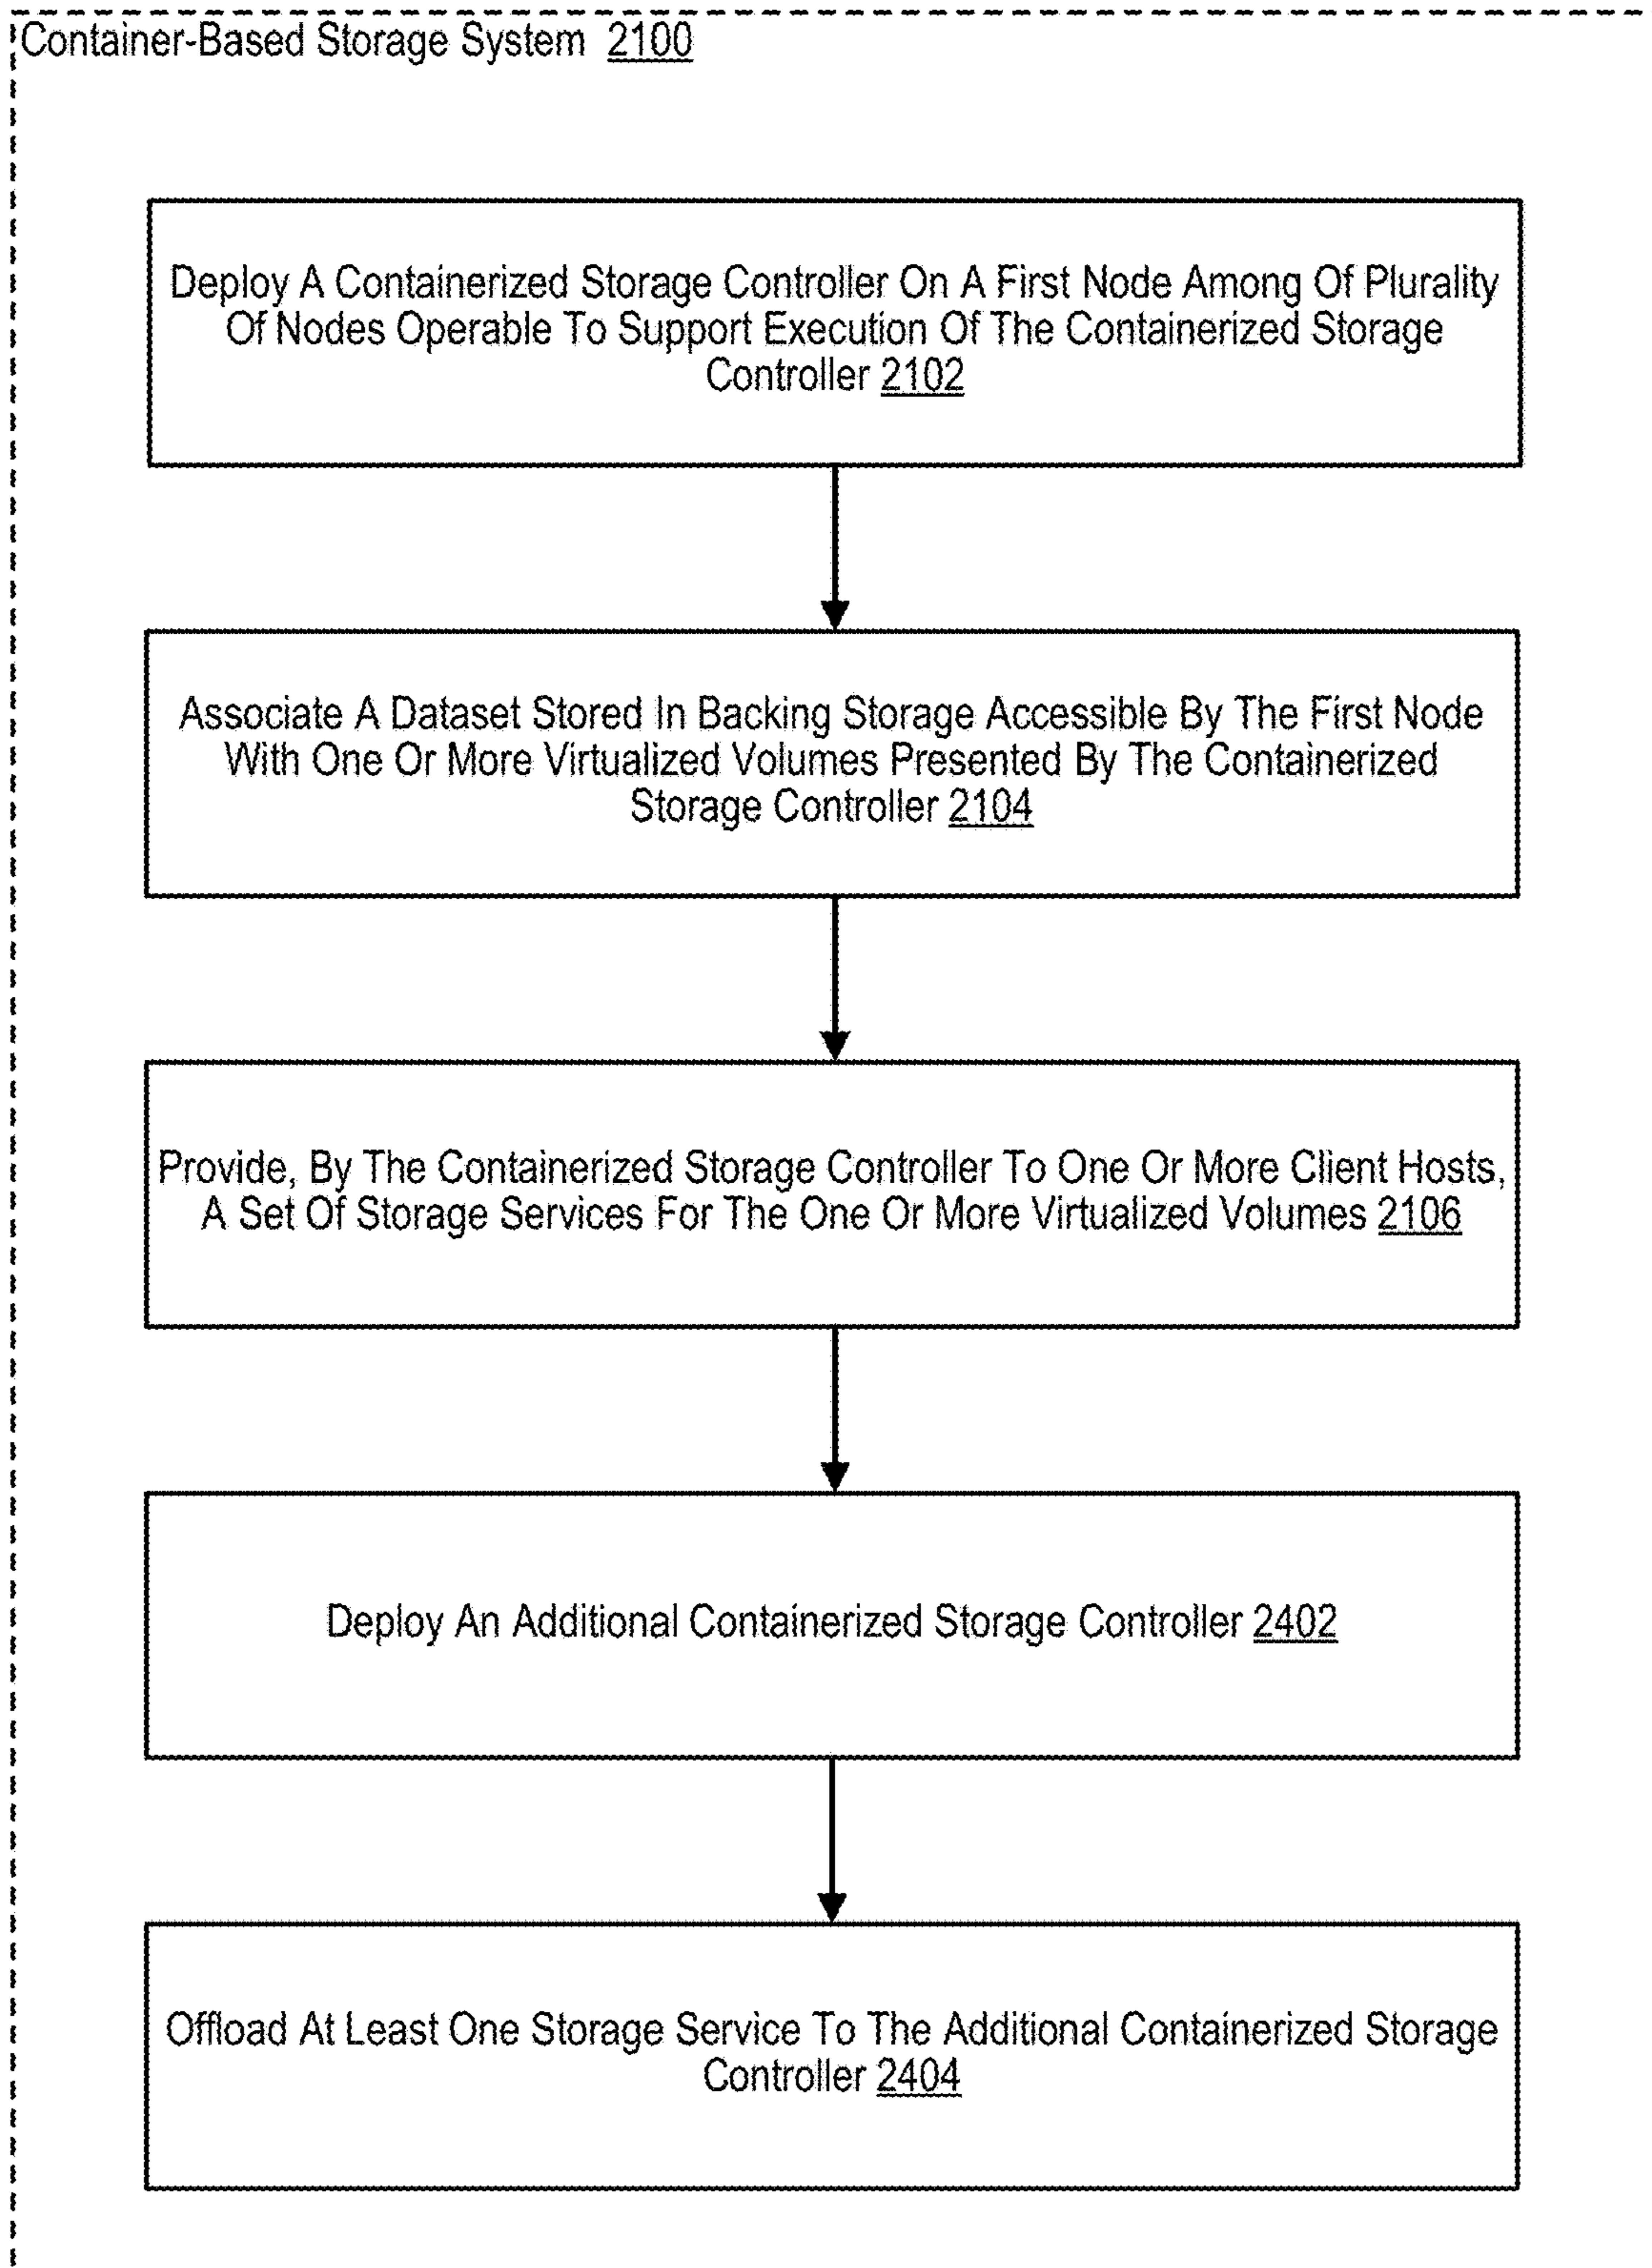 Container-Based Storage System 2100
Deploy A Containerized Storage Controller On A First Node Among Of Plurality
Of Nodes Operable To Support Execution Of The Containerized Storage
Controller 2102
Associate A Dataset Stored In Backing Storage Accessible By The First Node
With One Or More Virtualized Volumes Presented By The Containerized
Storage Controller 2104
Provide, By The Containerized Storage Controller To One Or More Client Hosts,
A Set Of Storage Services For The One Or More Virtualized Volumes 2106
Deploy An Additional Containerized Storage Controller 2402
Offload At Least One Storage Service To The Additional Containerized Storage
Controller 2404